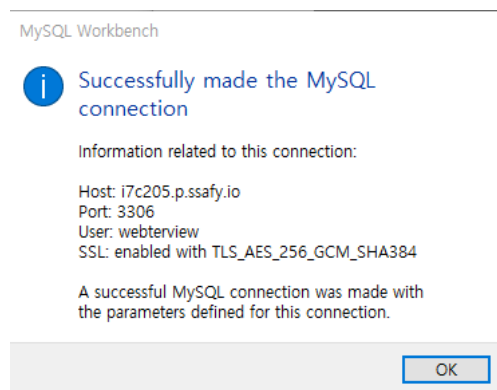 MySQL Workbench
Successfully made the MySQL
connection
Information related to this connection:
Host: i7c205.p.ssafy.io
Port: 3306
User: webterview
SSL: enabled with TLS_AES_256_GCM_SHA384
A successful MySQL connection was made with
the parameters defined for this connection.
OK